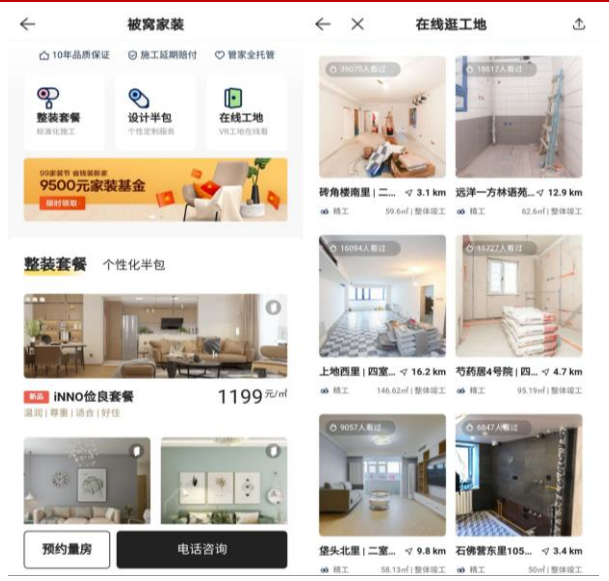 被窝家装
10年品质保证 施工延期赔付 管家全托管
整装套餐 设计半包 在线工地
标准化施工 个性定制服务 VR工地在线看
99家装节 省钱装新家
9500元家装基金
限时领取
整装套餐 个性化半包
新品 iNNO俭良套餐 1199元/㎡
温润|尊重|适合|好住
预约量房 电话咨询
在线逛工地
39075人看过 18617人看过
砖角楼南里 | 二... 3.1 km 远洋一方林语苑... 12.9 km
精工 59.6㎡|整体竣工 精工 62.6㎡|整体竣工
16094人看过 11727人看过
上地西里 | 四室... 16.2 km 芍药居4号院 | 四... 4.7 km
精工 146.62㎡|整体竣工 精工 95.19㎡|整体竣工
9057人看过 6847人看过
垡头北里 | 二室... 9.8 km 石佛营东里105... 3.4 km
精工 58.13㎡|整体竣工 精工 50㎡|整体竣工